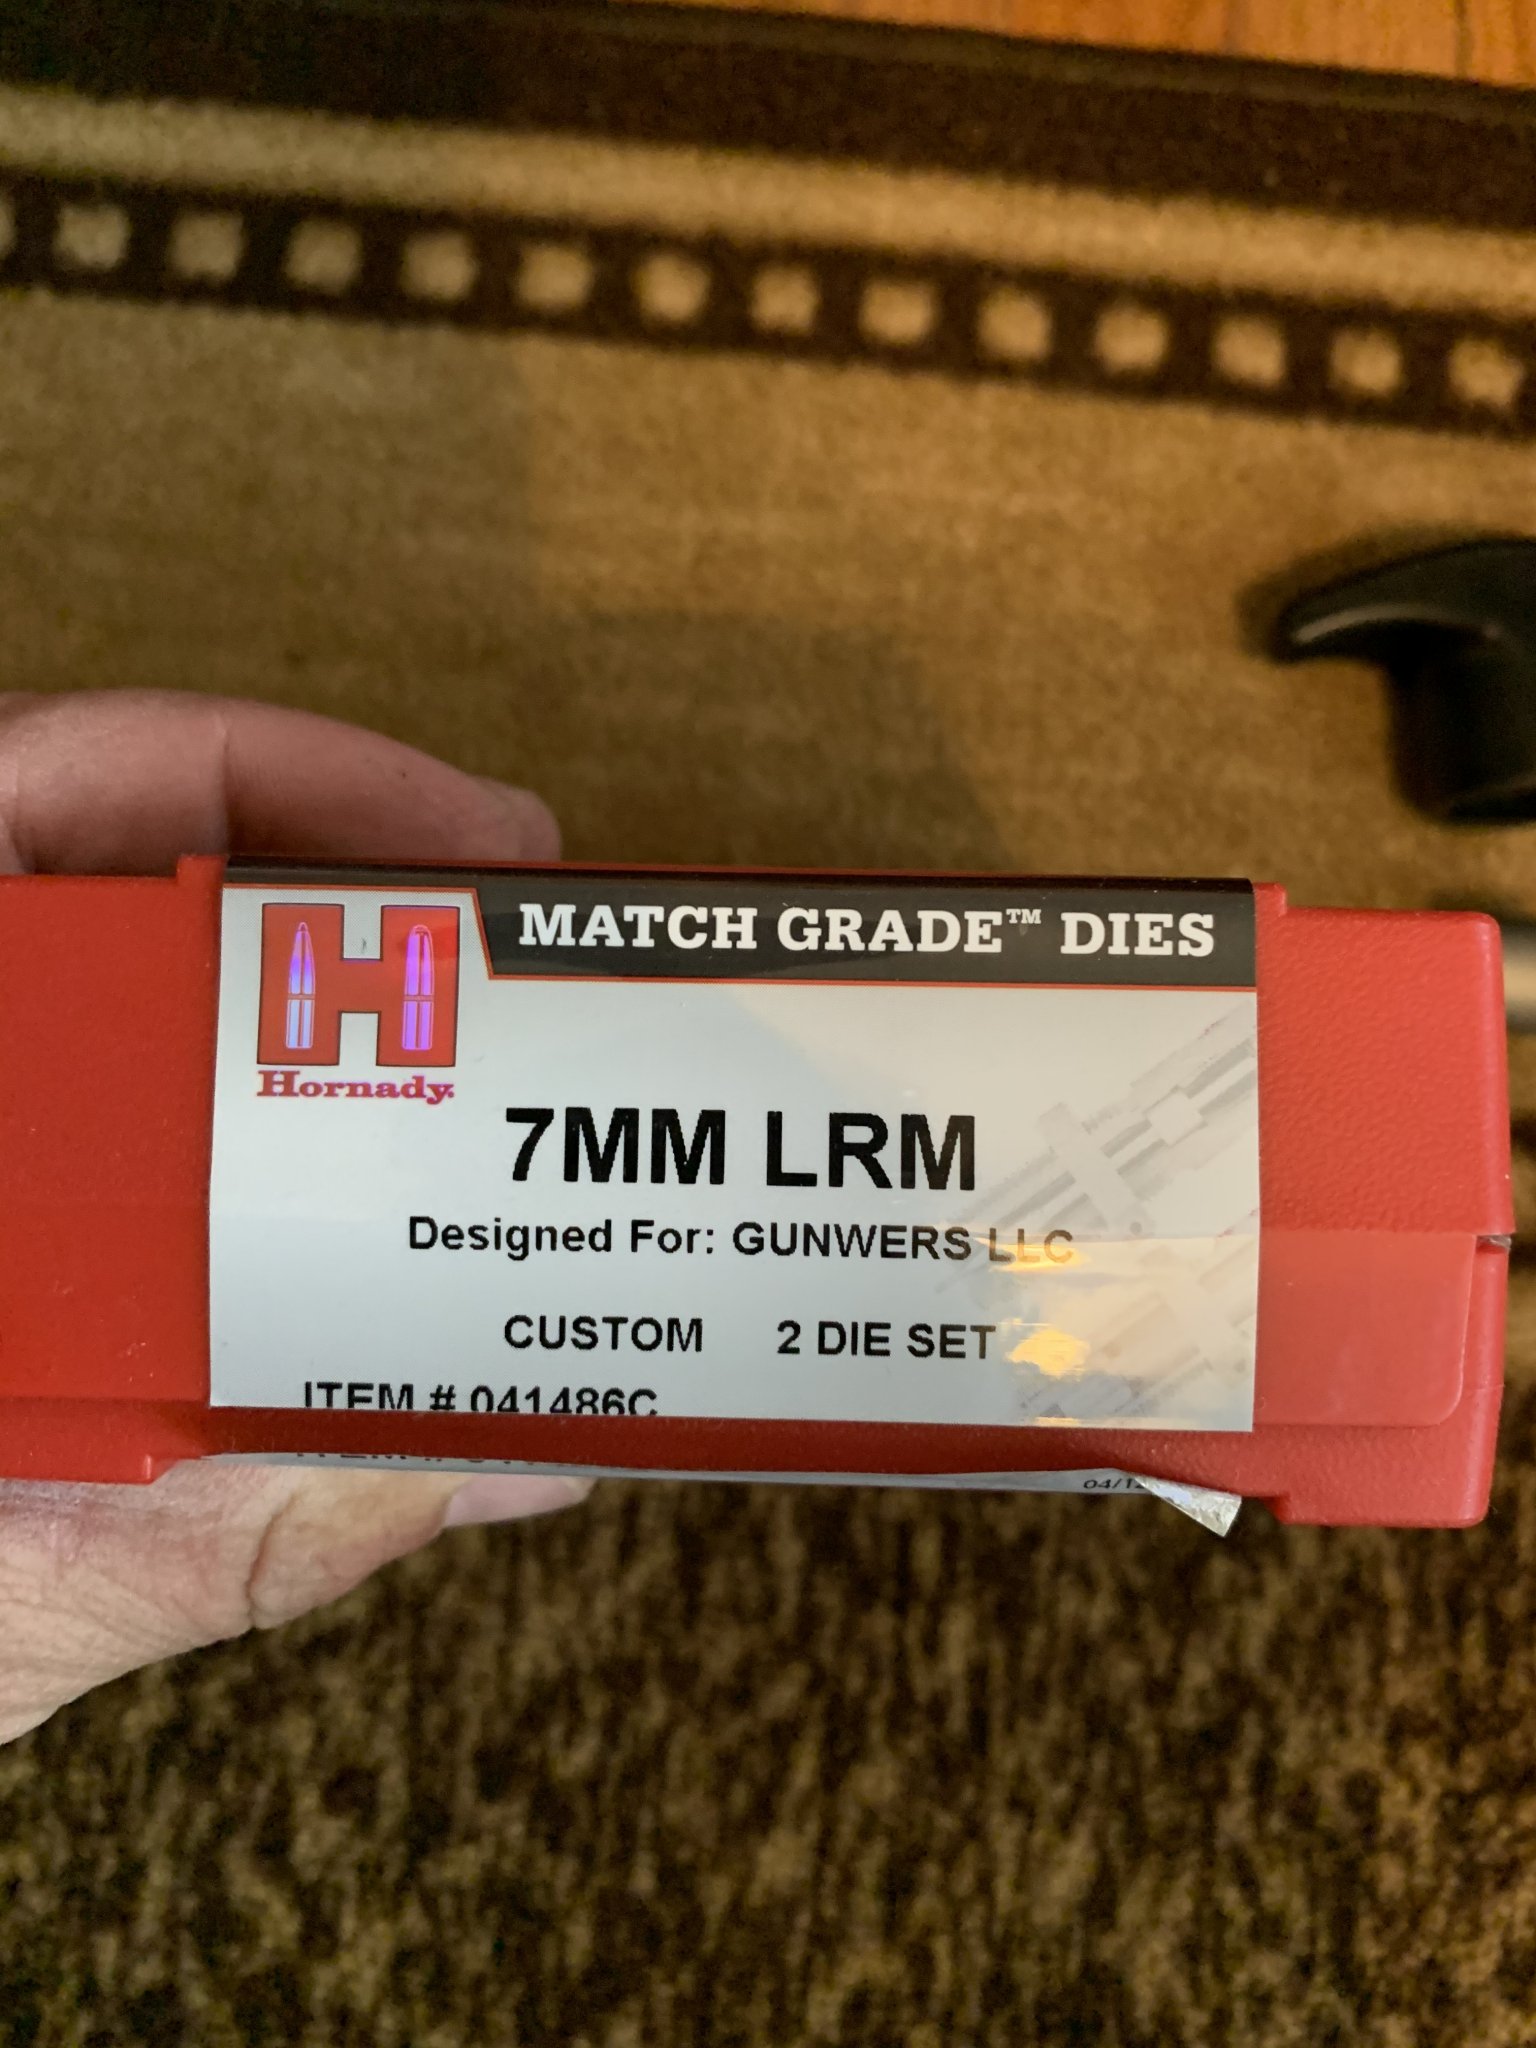 MATCH GRADE™ DIES
H
Hornady.
7MM LRM
Designed For: GUNWERS LLC
CUSTOM 2 DIE SET
ITEM # 041486C